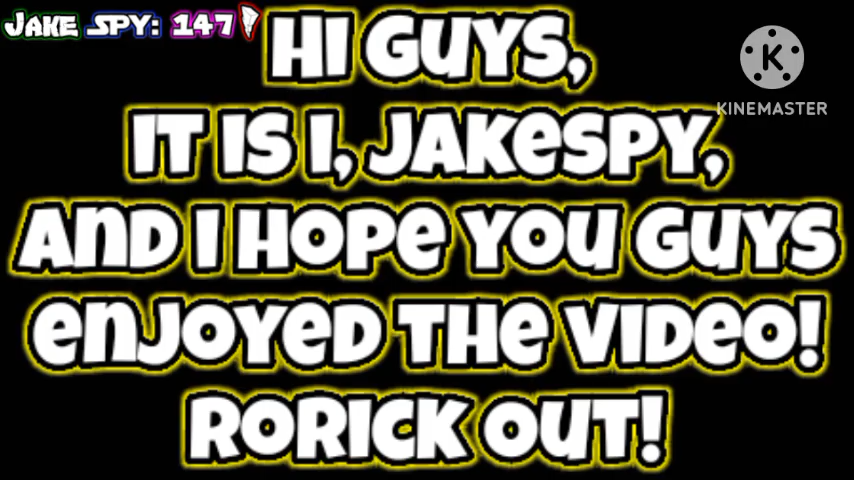 JAKE SPY: 147
HI GUYS,
IT IS I, JAKESPY,
AND I HOPE YOU GUYS
ENJOYED THE VIDEO!
RORICK OUT!
K
KINEMASTER